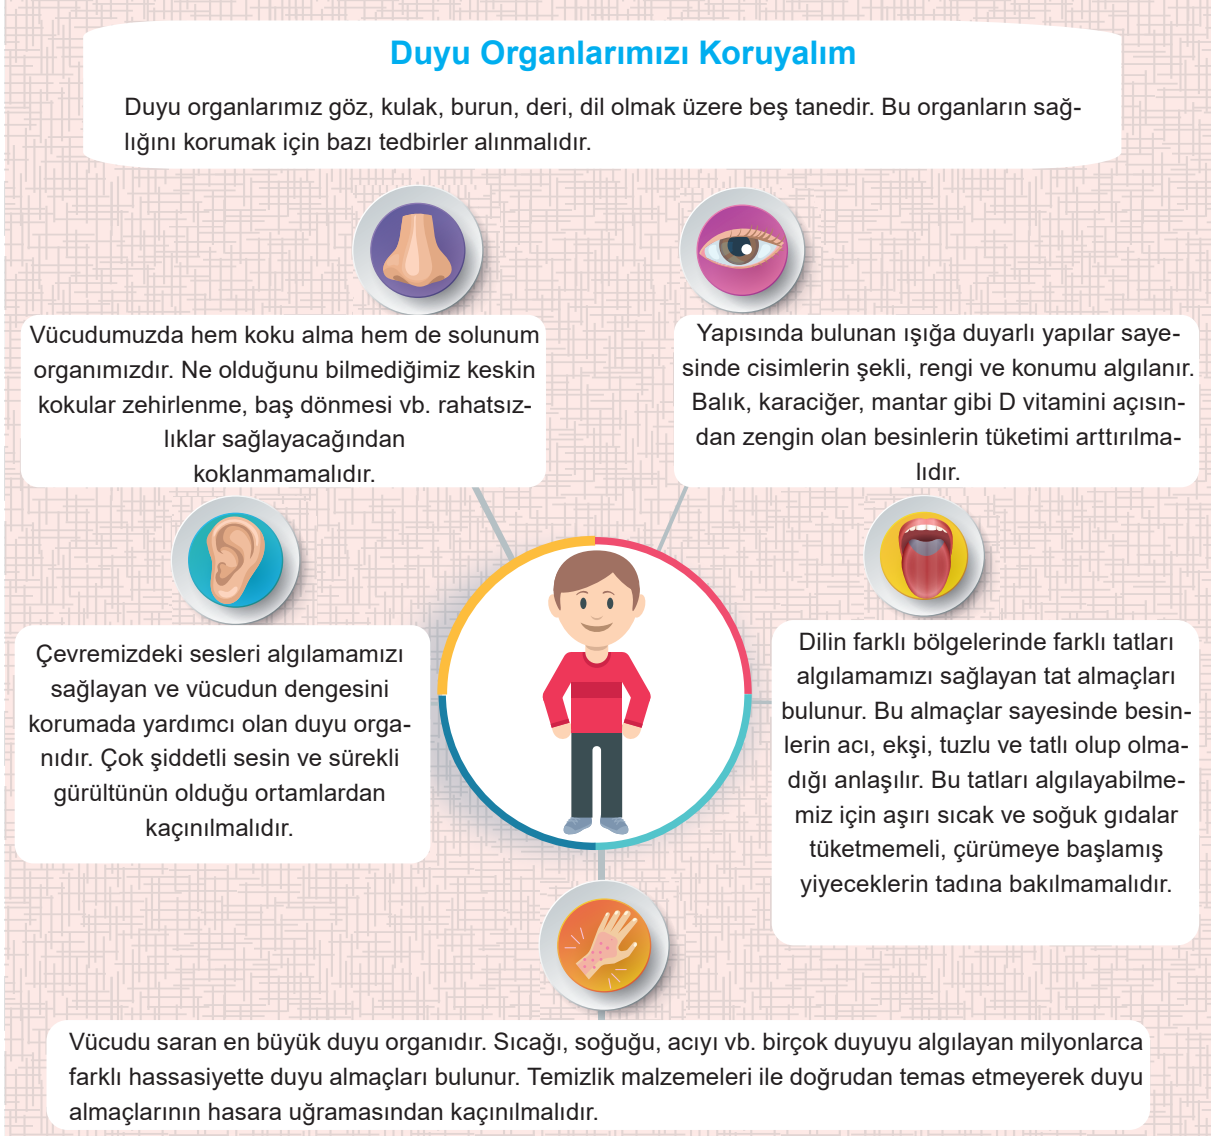 Duyu Organlarımızı Koruyalım
Duyu organlarımız göz, kulak, burun, deri, dil olmak üzere beş tanedir. Bu organların sağ-
lığını korumak için bazı tedbirler alınmalıdır.
Vücudumuzda hem koku alma hem de solunum
organımızdır. Ne olduğunu bilmediğimiz keskin
kokular zehirlenme, baş dönmesi vb. rahatsız-
lıklar sağlayacağından
koklanmamalıdır.
Yapısında bulunan ışığa duyarlı yapılar saye-
sinde cisimlerin şekli, rengi ve konumu algılanır.
Balık, karaciğer, mantar gibi D vitamini açısın-
dan zengin olan besinlerin tüketimi arttırılma-
lıdır.
Çevremizdeki sesleri algılamamızı
sağlayan ve vücudun dengesini
korumada yardımcı olan duyu orga-
nıdır. Çok şiddetli sesin ve sürekli
gürültünün olduğu ortamlardan
kaçınılmalıdır.
Dilin farklı bölgelerinde farklı tatları
algılamamızı sağlayan tat almaçları
bulunur. Bu almaçlar sayesinde besin-
lerin acı, ekşi, tuzlu ve tatlı olup olma-
dığı anlaşılır. Bu tatları algılayabilme-
miz için aşırı sıcak ve soğuk gıdalar
tüketmemeli, çürümeye başlamış
yiyeceklerin tadına bakılmamalıdır.
Vücudu saran en büyük duyu organıdır. Sıcağı, soğuğu, acıyı vb. birçok duyuyu algılayan milyonlarca
farklı hassasiyette duyu almaçları bulunur. Temizlik malzemeleri ile doğrudan temas etmeyerek duyu
almaçlarının hasara uğramasından kaçınılmalıdır.